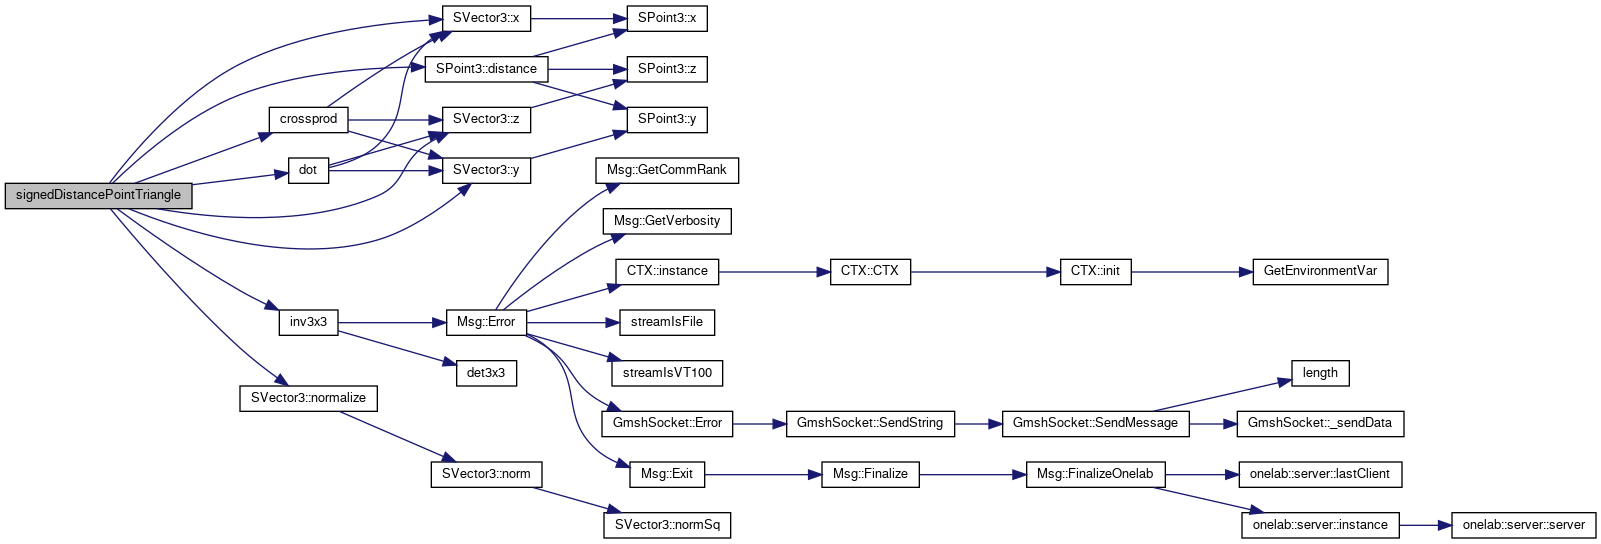 SVector3::x
SPoint3::x
SPoint3::distance
SPoint3::z
crossprod
SVector3::z
SPoint3::y
dot
SVector3::y
Msg::GetCommRank
signedDistancePointTriangle
Msg::GetVerbosity
CTX::instance
CTX::CTX
CTX::init
GetEnvironmentVar
inv3x3
Msg::Error
streamIsFile
det3x3
streamIsVT100
length
SVector3::normalize
GmshSocket::Error
GmshSocket::SendString
GmshSocket::SendMessage
GmshSocket::_sendData
SVector3::norm
Msg::Exit
Msg::Finalize
Msg::FinalizeOnelab
onelab::server::lastClient
SVector3::normSq
onelab::server::instance
onelab::server::server